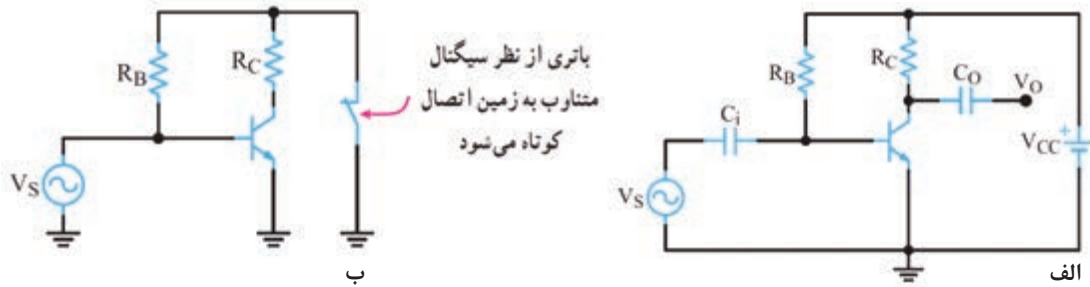 R_B
R_C
V_S
باتری از نظر سیگنال
متناوب به زمین اتصال
کوتاه می‌شود
ب
R_B
R_C
C_O
V_O
C_i
V_S
V_CC
+
الف